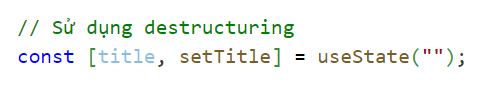 // Sử dụng destructuring
const [title, setTitle] = useState("");